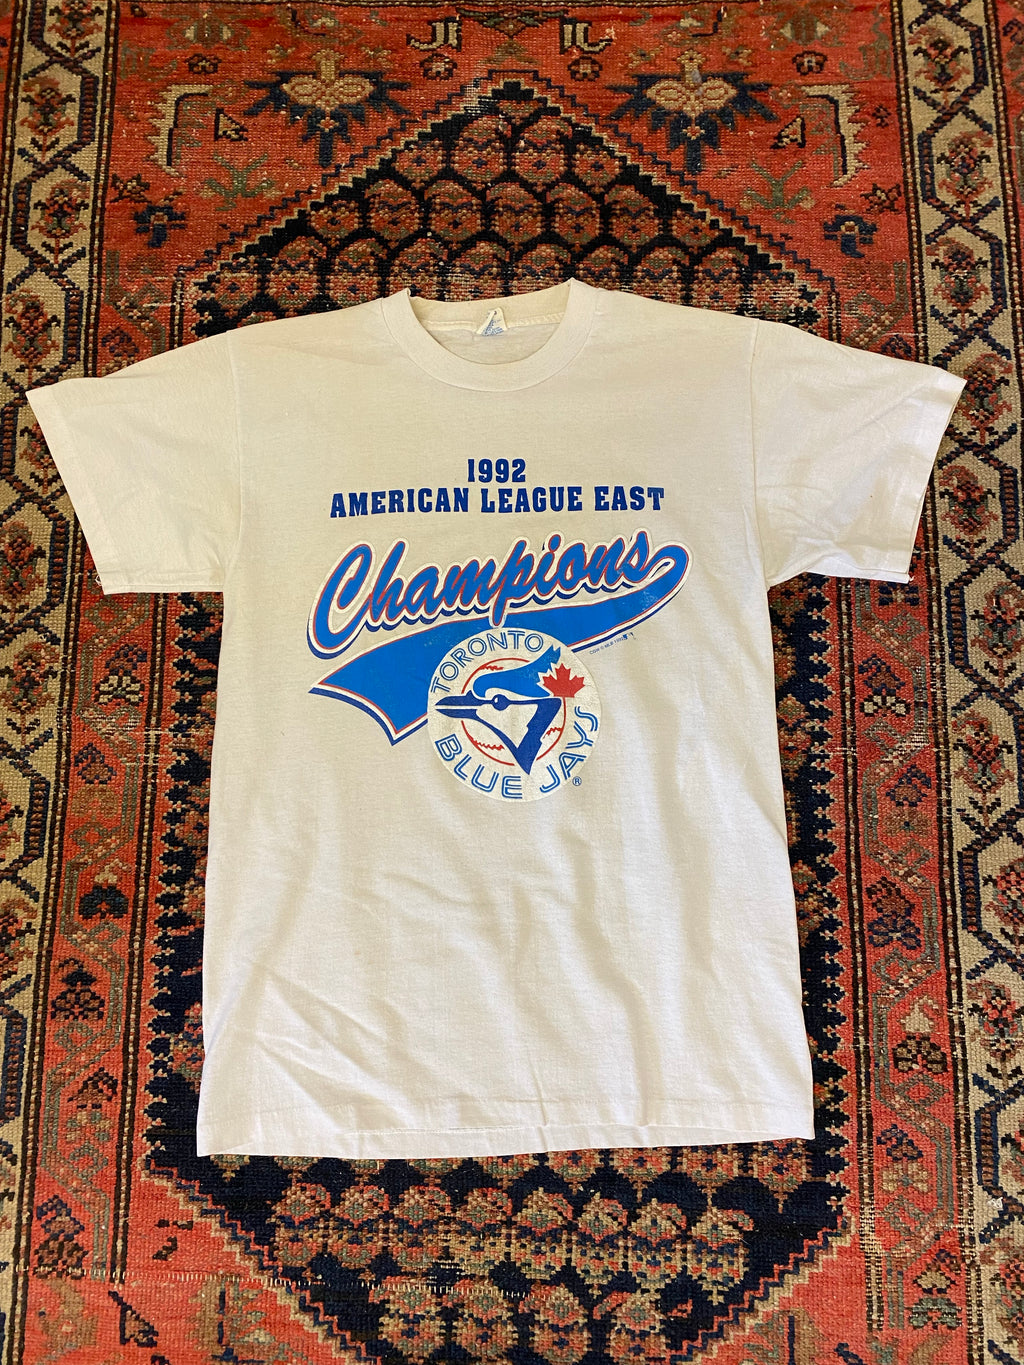 1992
AMERICAN LEAGUE EAST
Champions
TORONTO
BLUE JAYS
®